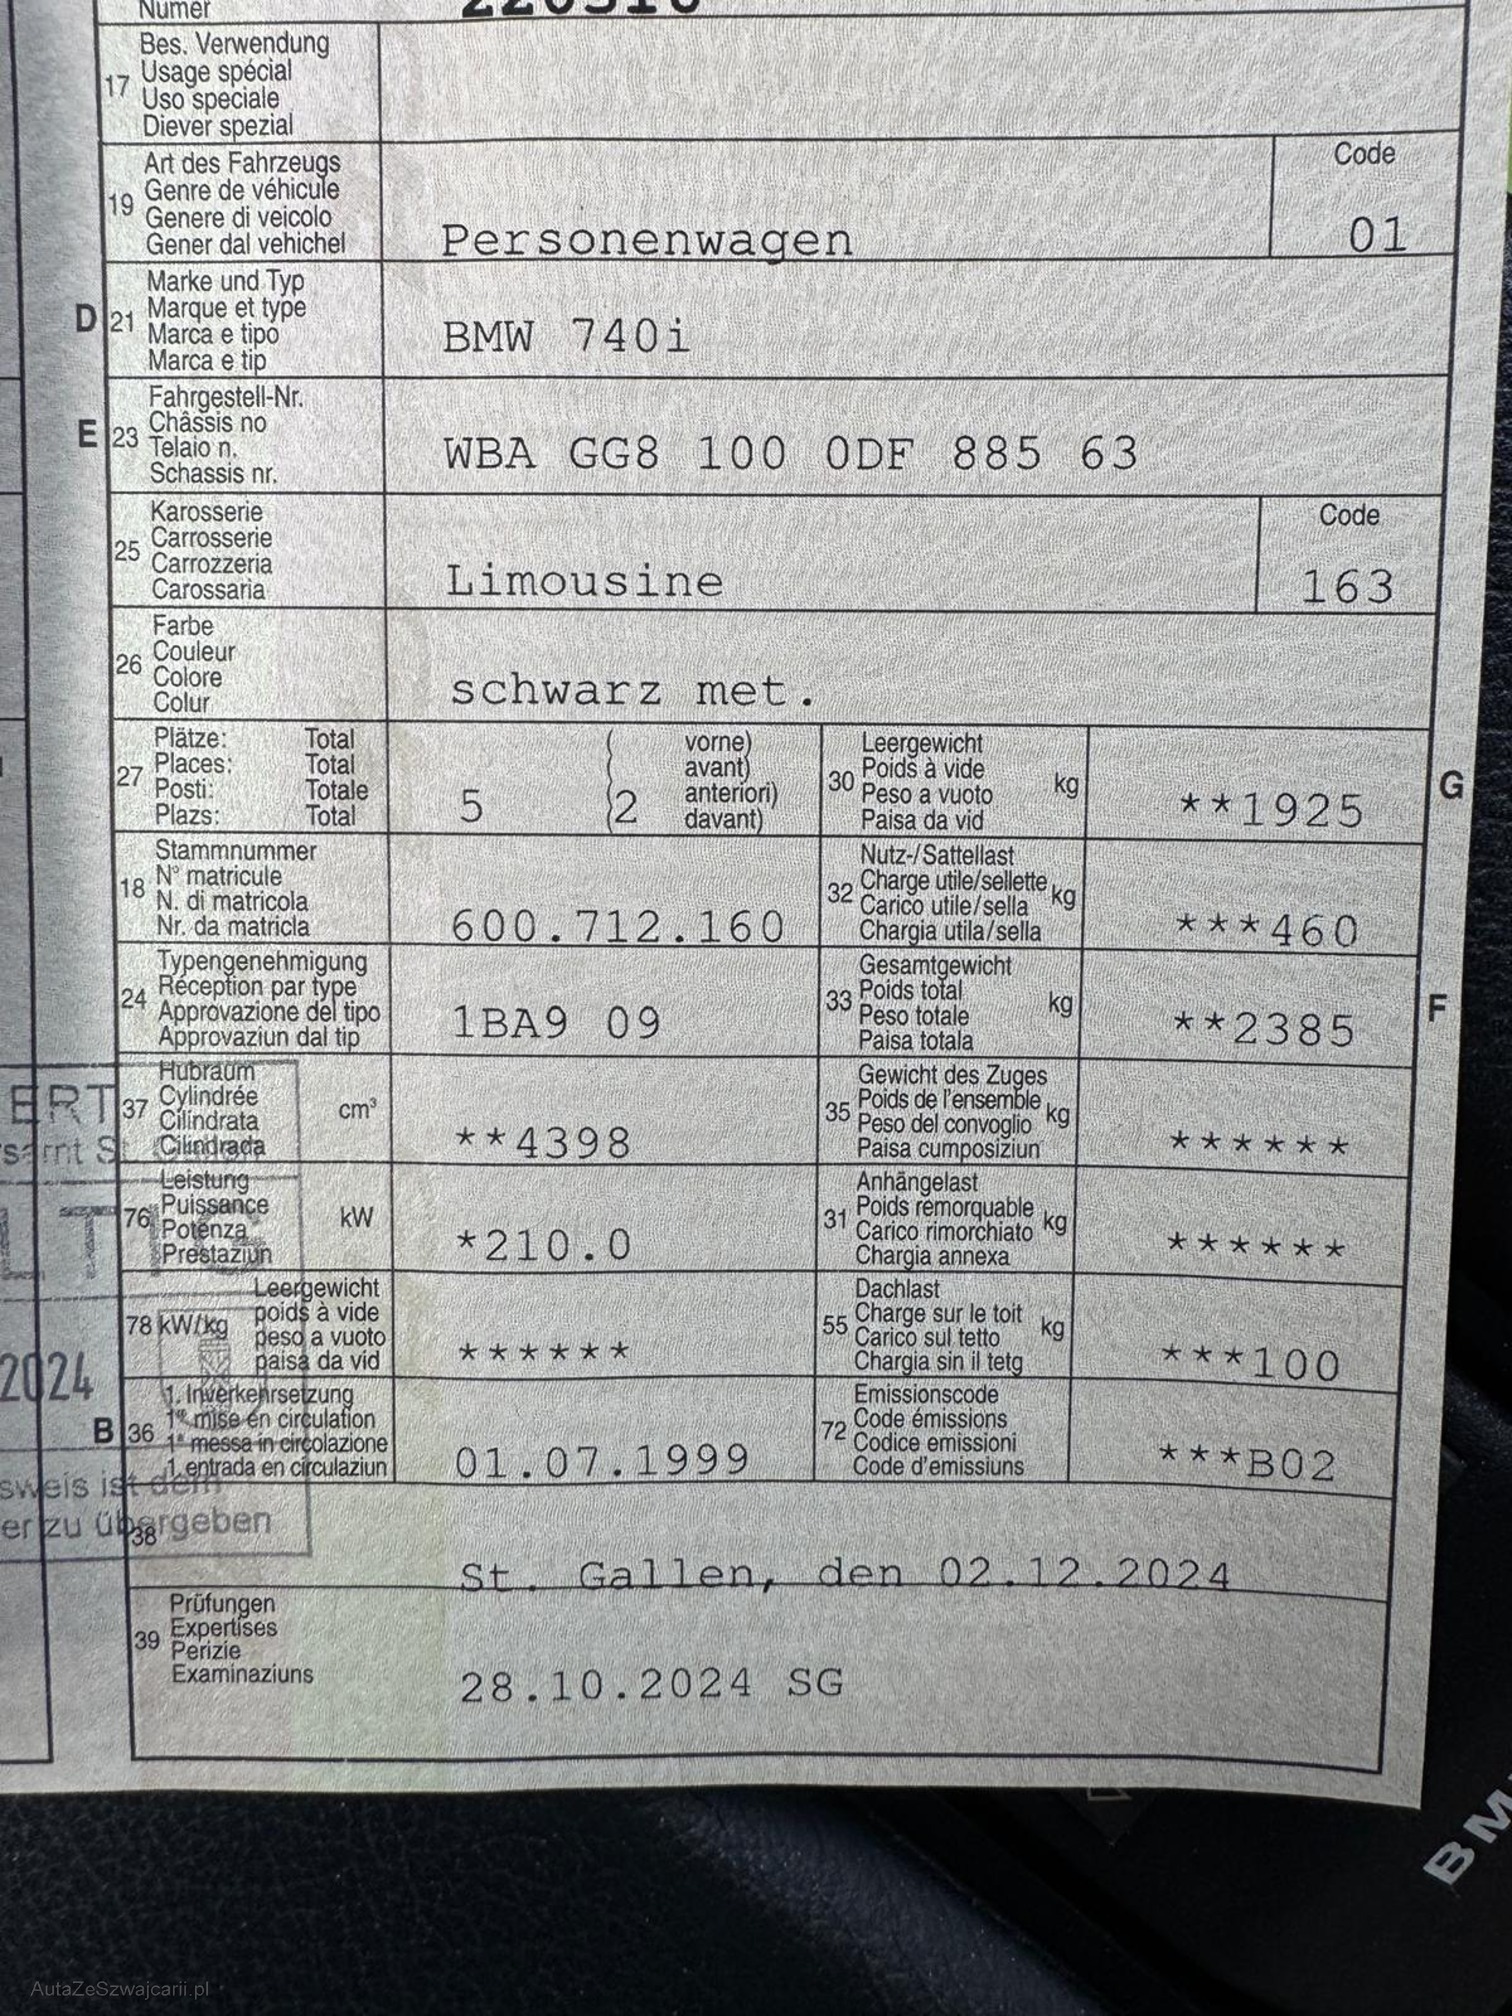 Numer
17
Bes. Verwendung
Usage spécial
Uso speciale
Diever spezial
19
Art des Fahrzeugs
Genre de véhicule
Genere di veicolo
Gener dal vehichel
Personenwagen
Code
01
D
21
Marke und Typ
Marque et type
Marca e tipo
Marca e tip
BMW 740i
E
23
Fahrgestell-Nr.
Châssis no
Telaio n.
Schassis nr.
WBA GG8 100 0DF 885 63
25
Karosserie
Carrosserie
Carrozzeria
Carossaria
Limousine
Code
163
26
Farbe
Couleur
Colore
Colur
schwarz met.
27
Plätze: Total
Places: Total
Posti: Totale
Plazs: Total
5
(2
vorne)
avant)
anteriori)
davant)
30
Leergewicht
Poids à vide
Peso a vuoto
Paisa da vid
kg
**1925
G
18
Stammnummer
N° matricule
N. di matricola
Nr. da matricla
600.712.160
32
Nutz-/Sattellast
Charge utile/sellette
Carico utile/sella
Chargia utila/sella
kg
***460
24
Typengenehmigung
Réception par type
Approvazione del tipo
Approvaziun dal tip
1BA9 09
33
Gesamtgewicht
Poids total
Peso totale
Paisa totala
kg
**2385
F
37
Hubraum
Cylindrée
Cilindrata
Cilindrada
cm³
**4398
35
Gewicht des Zuges
Poids de l'ensemble
Peso del convoglio
Paisa cumposiziun
kg
******
76
Leistung
Puissance
Potenza
Prestaziun
kW
*210.0
31
Anhängelast
Poids remorquable
Carico rimorchiato
Chargia annexa
kg
******
78 kW/kg
Leergewicht
poids à vide
peso a vuoto
paisa da vid
******
55
Dachlast
Charge sur le toit
Carico sul tetto
Chargia sin il tetg
kg
***100
B
36
1. Inverkehrsetzung
1re mise en circulation
1a messa in circolazione
1. entrada en circulaziun
01.07.1999
72
Emissionscode
Code émissions
Codice emissioni
Code d'emissiuns
***B02
38
St. Gallen, den 02.12.2024
39
Prüfungen
Expertises
Perizie
Examinaziuns
28.10.2024 SG
ERT
LTIG
2024
sweis ist dem
er zu übergeben
BM
AutaZeSzwajcarii.pl